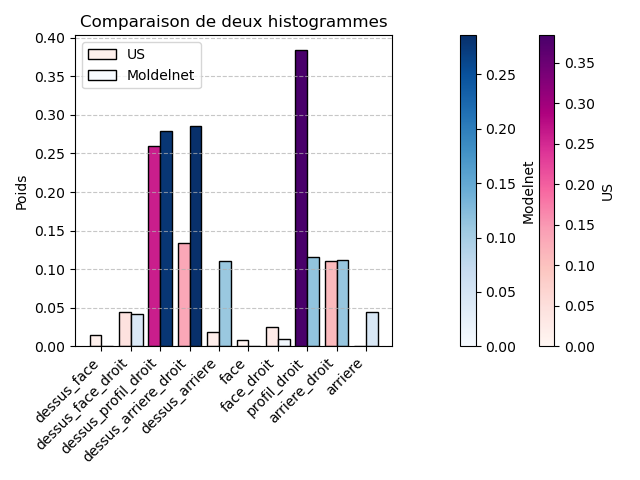 Comparaison de deux histogrammes
US
Moldelnet
0.40
0.35
0.30
0.25
0.20
0.15
0.10
0.05
0.00
Poids
dessus_face
dessus_face_droit
dessus_profil_droit
dessus_arriere_droit
dessus_arriere
face
face_droit
profil_droit
arriere_droit
arriere
0.25
0.20
0.15
0.10
0.05
0.00
Modelnet
0.35
0.30
0.25
0.20
0.15
0.10
0.05
0.00
US